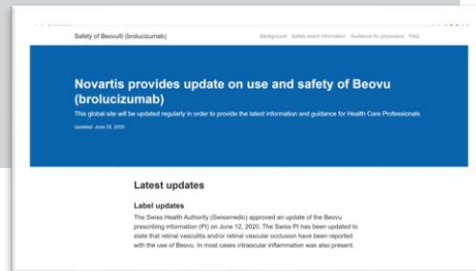 Safety of Beovu® (brolucizumab)
Background Safety event information Guidance for physicians FAQ
Novartis provides update on use and safety of Beovu
(brolucizumab)
This global site will be updated regularly in order to provide the latest information and guidance for Health Care Professionals
Updated: June 25, 2020
Latest updates
Label updates
The Swiss Health Authority (Swissmedic) approved an update of the Beovu
prescribing information (PI) on June 12, 2020. The Swiss PI has been updated to
state that retinal vasculitis and/or retinal vascular occlusion have been reported
with the use of Beovu. In most cases intraocular inflammation was also present.